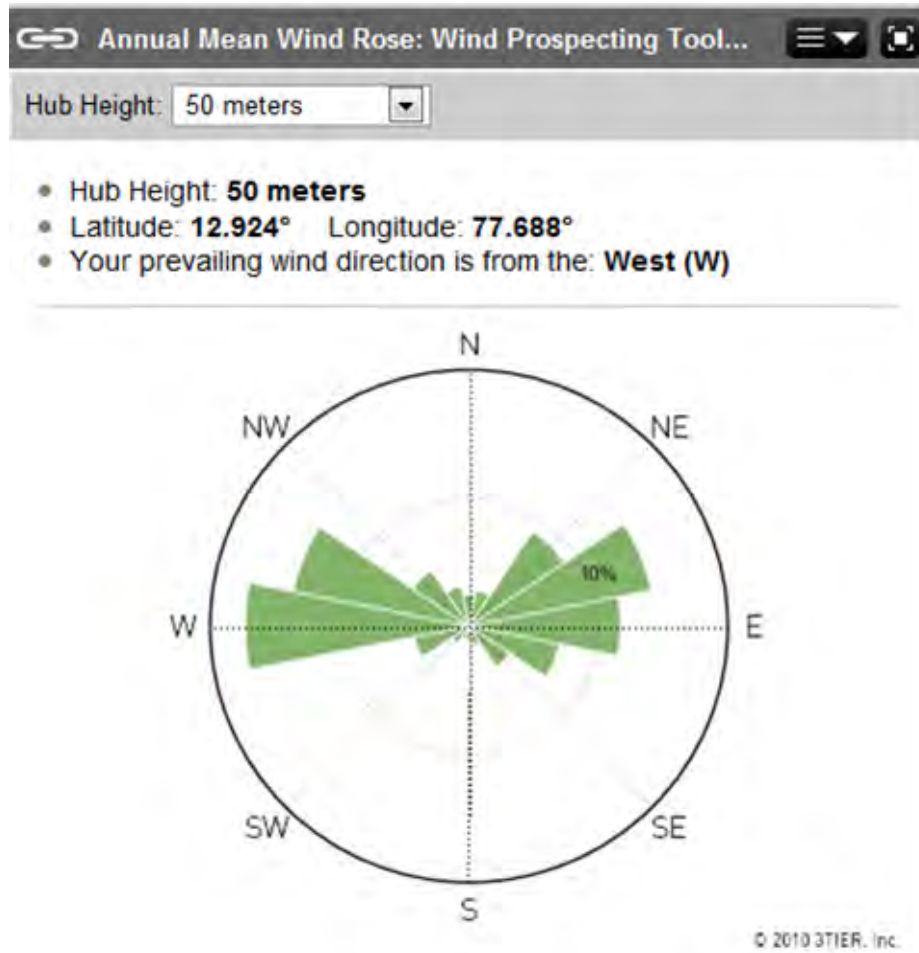 Annual Mean Wind Rose: Wind Prospecting Tool...
Hub Height: 50 meters
Hub Height: 50 meters
Latitude: 12.924° Longitude: 77.688°
Your prevailing wind direction is from the: West (W)
N
NW NE
10%
W E
SW SE
S
© 2010 3TIER, Inc.